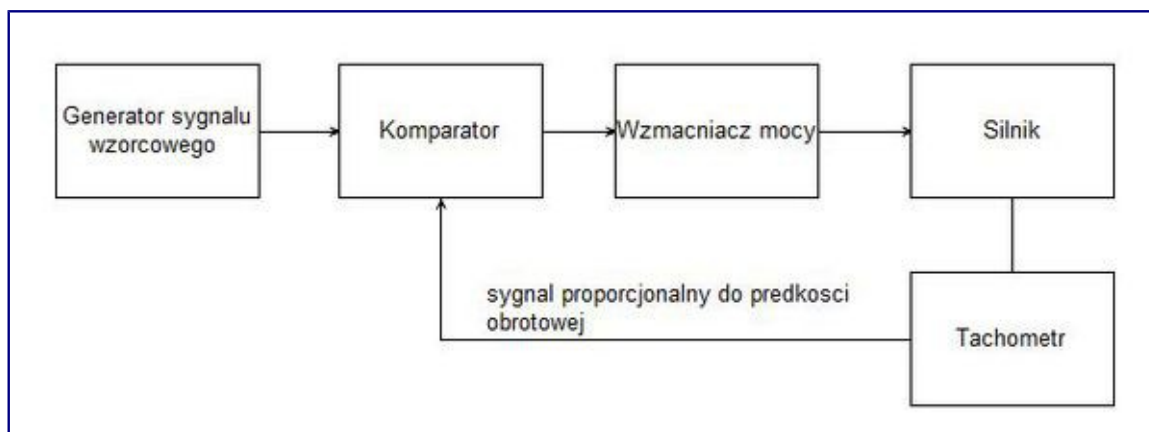 Generator sygnalu
wzorcowego
Komparator
Wzmacniacz mocy
Silnik
sygnal proporcjonalny do predkosci
obrotowej
Tachometr